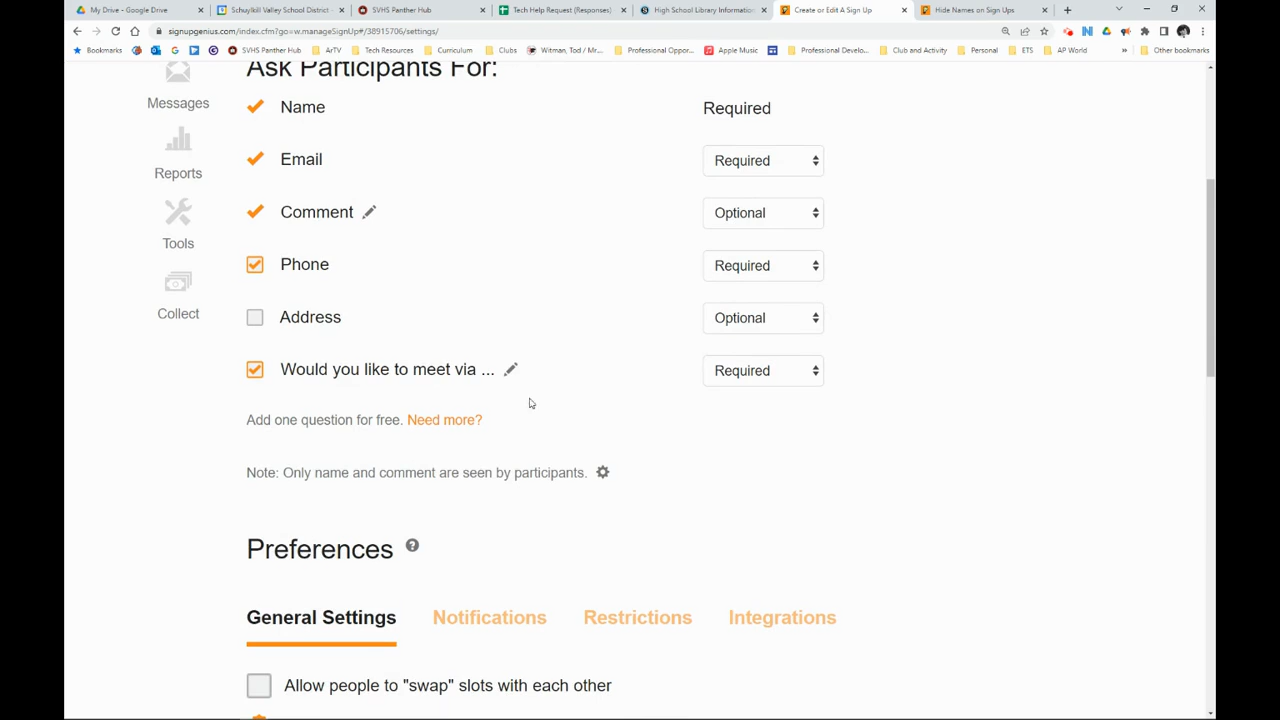 My Drive - Google Drive
Schuylkill Valley School District -
SVHS Panther Hub
Tech Help Request (Responses)
High School Library Information
Create or Edit A Sign Up
Hide Names on Sign Ups
signupgenius.com/index.cfm?go=w.manageSignUp#/38915706/settings/
Bookmarks
SVHS Panther Hub
ArTV
Tech Resources
Curriculum
Clubs
Witman, Tod / Mr....
Professional Oppor...
Apple Music
Professional Develo...
Club and Activity
Personal
ETS
AP World
»
Other bookmarks
Messages
Reports
Tools
Collect
Ask Participants For:
Name Required
Email Required
Comment Optional
Phone Required
Address Optional
Would you like to meet via ... Required
Add one question for free. Need more?
Note: Only name and comment are seen by participants.
Preferences ?
General Settings Notifications Restrictions Integrations
Allow people to "swap" slots with each other